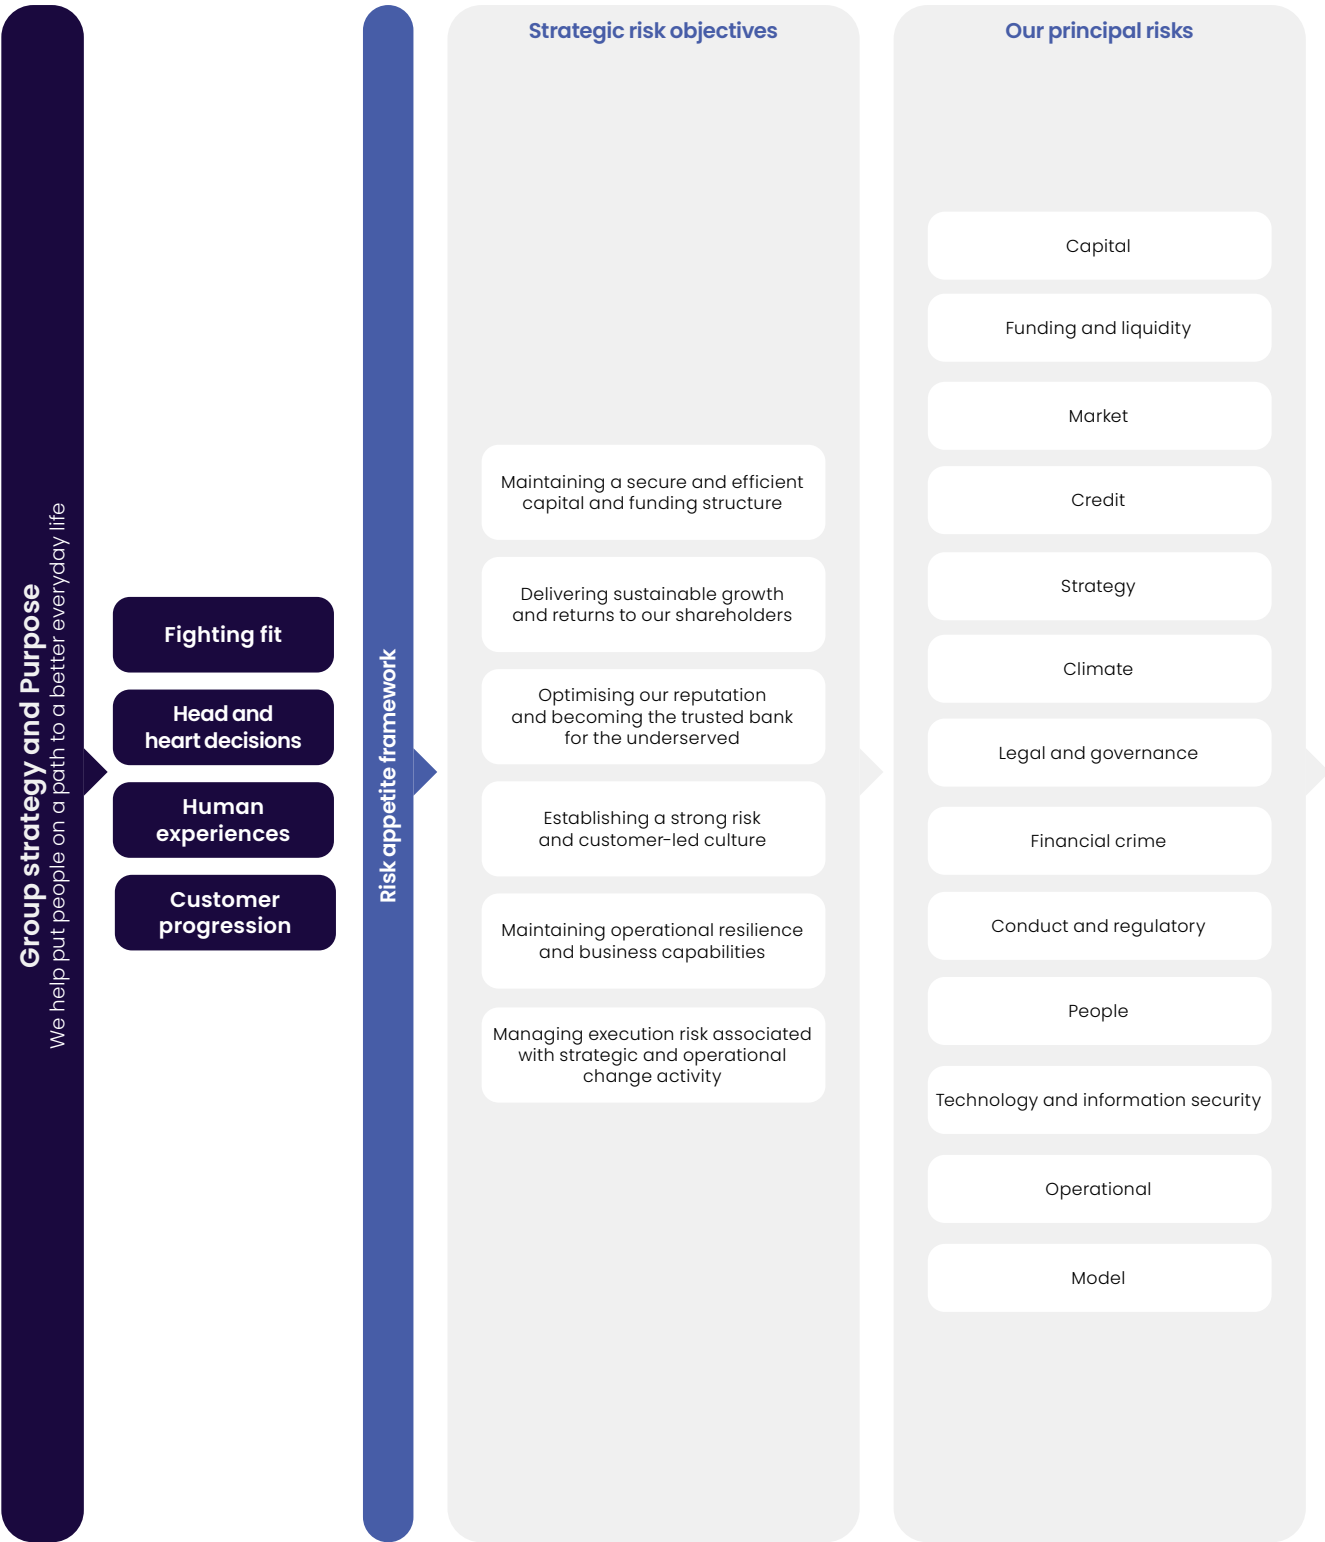 Group strategy and Purpose
We help put people on a path to a better everyday life
Fighting fit
Head and
heart decisions
Human
experiences
Customer
progression
Risk appetite framework
Strategic risk objectives
Maintaining a secure and efficient
capital and funding structure
Delivering sustainable growth
and returns to our shareholders
Optimising our reputation
and becoming the trusted bank
for the underserved
Establishing a strong risk
and customer-led culture
Maintaining operational resilience
and business capabilities
Managing execution risk associated
with strategic and operational
change activity
Our principal risks
Capital
Funding and liquidity
Market
Credit
Strategy
Climate
Legal and governance
Financial crime
Conduct and regulatory
People
Technology and information security
Operational
Model